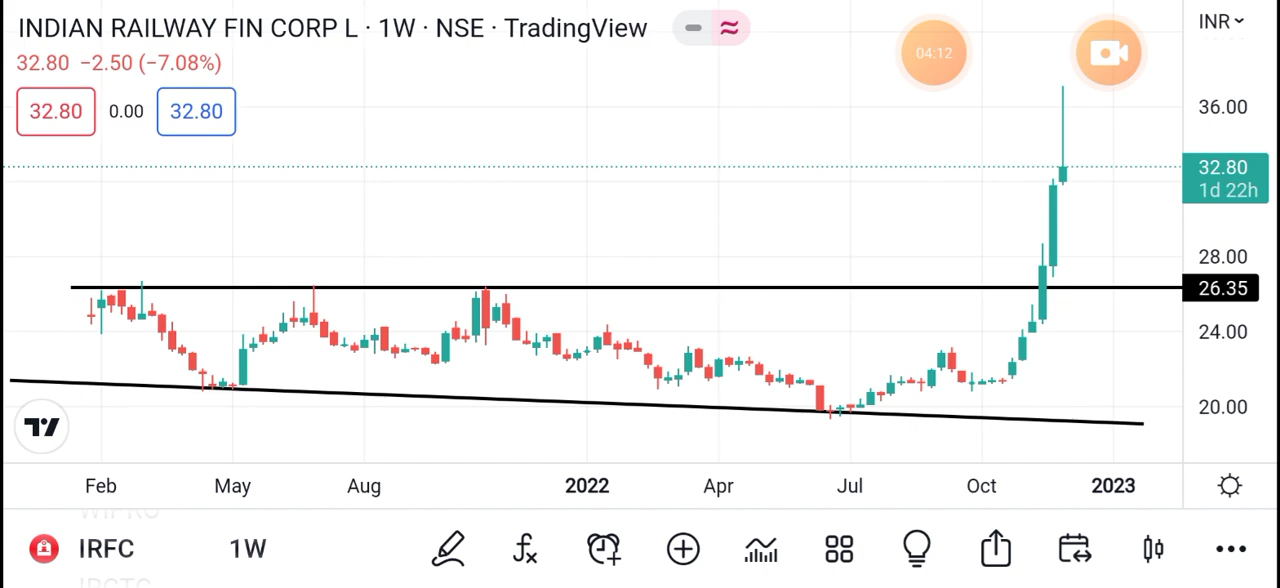 INDIAN RAILWAY FIN CORP L · 1W · NSE · TradingView
INR
04:12
32.80 −2.50 (−7.08%)
32.80 0.00 32.80
36.00
32.80
1d 22h
28.00
26.35
24.00
20.00
Feb May Aug 2022 Apr Jul Oct 2023
WIPRO
IRFC 1W
IRCTC